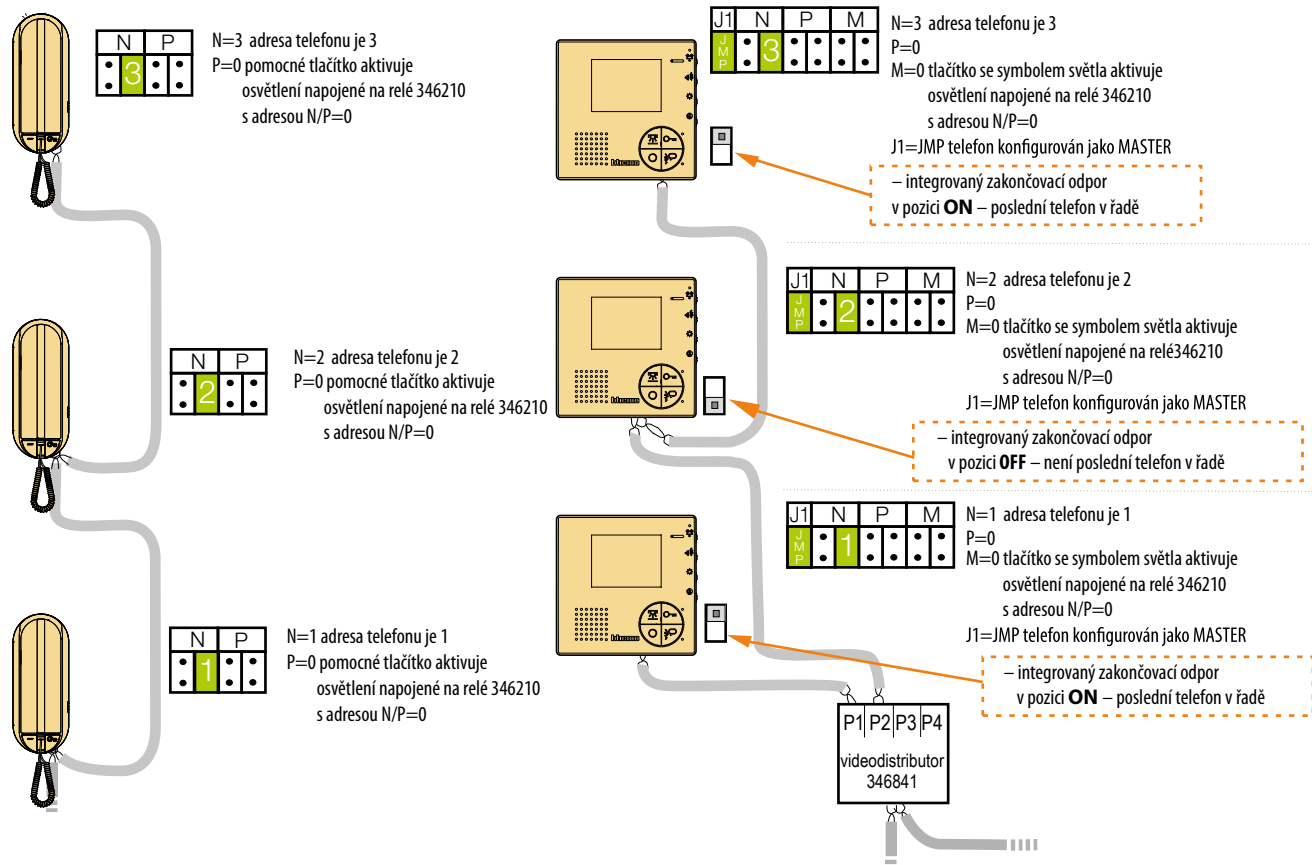 N P
3
N=3 adresa telefonu je 3
P=0 pomocné tlačítko aktivuje
osvětlení napojené na relé 346210
s adresou N/P=0
N P
2
N=2 adresa telefonu je 2
P=0 pomocné tlačítko aktivuje
osvětlení napojené na relé 346210
s adresou N/P=0
N P
1
N=1 adresa telefonu je 1
P=0 pomocné tlačítko aktivuje
osvětlení napojené na relé 346210
s adresou N/P=0
bticino
J1 N P M
JMP 3
N=3 adresa telefonu je 3
P=0
M=0 tlačítko se symbolem světla aktivuje
osvětlení napojené na relé 346210
s adresou N/P=0
J1=JMP telefon konfigurován jako MASTER
– integrovaný zakončovací odpor
v pozici ON – poslední telefon v řadě
bticino
J1 N P M
JMP 2
N=2 adresa telefonu je 2
P=0
M=0 tlačítko se symbolem světla aktivuje
osvětlení napojené na relé346210
s adresou N/P=0
J1=JMP telefon konfigurován jako MASTER
– integrovaný zakončovací odpor
v pozici OFF – není poslední telefon v řadě
bticino
J1 N P M
JMP 1
N=1 adresa telefonu je 1
P=0
M=0 tlačítko se symbolem světla aktivuje
osvětlení napojené na relé 346210
s adresou N/P=0
J1=JMP telefon konfigurován jako MASTER
– integrovaný zakončovací odpor
v pozici ON – poslední telefon v řadě
P1 P2 P3 P4
videodistributor
346841